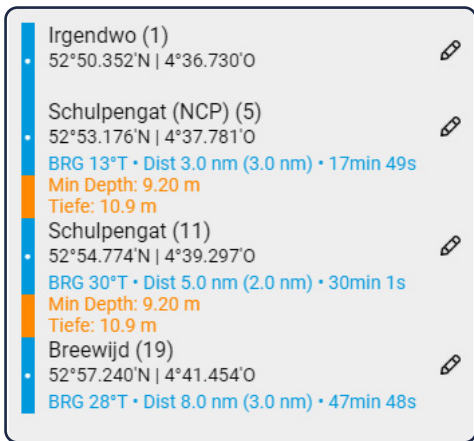 Irgendwo (1)
52°50.352'N | 4°36.730'O
Schulpengat (NCP) (5)
52°53.176'N | 4°37.781'O
BRG 13°T • Dist 3.0 nm (3.0 nm) • 17min 49s
Min Depth: 9.20 m
Tiefe: 10.9 m
Schulpengat (11)
52°54.774'N | 4°39.297'O
BRG 30°T • Dist 5.0 nm (2.0 nm) • 30min 1s
Min Depth: 9.20 m
Tiefe: 10.9 m
Breewijd (19)
52°57.240'N | 4°41.454'O
BRG 28°T • Dist 8.0 nm (3.0 nm) • 47min 48s